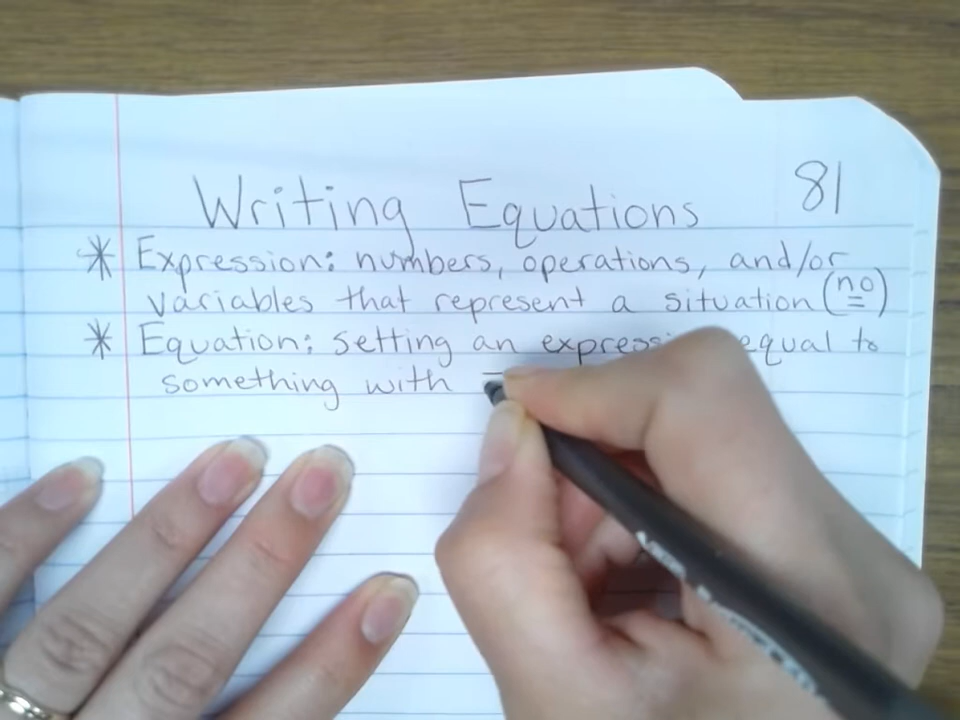 Writing Equations 81
* Expression: numbers, operations, and/or
variables that represent a situation (no =)
* Equation: setting an expressi equal to
something with =